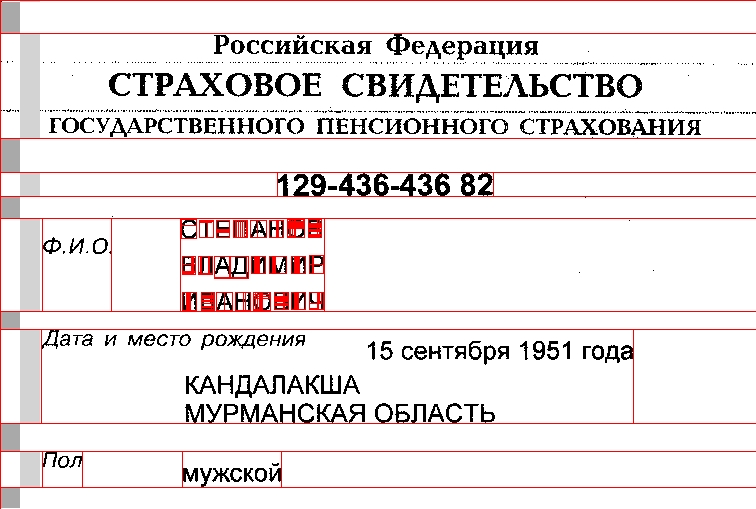 Российская Федерация
СТРАХОВОЕ СВИДЕТЕЛЬСТВО
ГОСУДАРСТВЕННОГО ПЕНСИОННОГО СТРАХОВАНИЯ
129-436-436 82
Ф.И.О. СТЕПАНОВ
ВЛАДИМИР
ИВАНОВИЧ
Дата и место рождения
15 сентября 1951 года
КАНДАЛАКША
МУРМАНСКАЯ ОБЛАСТЬ
Пол
мужской